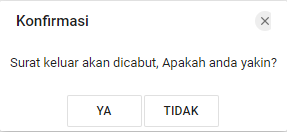 Konfirmasi
Surat keluar akan dicabut, Apakah anda yakin?
YA
TIDAK